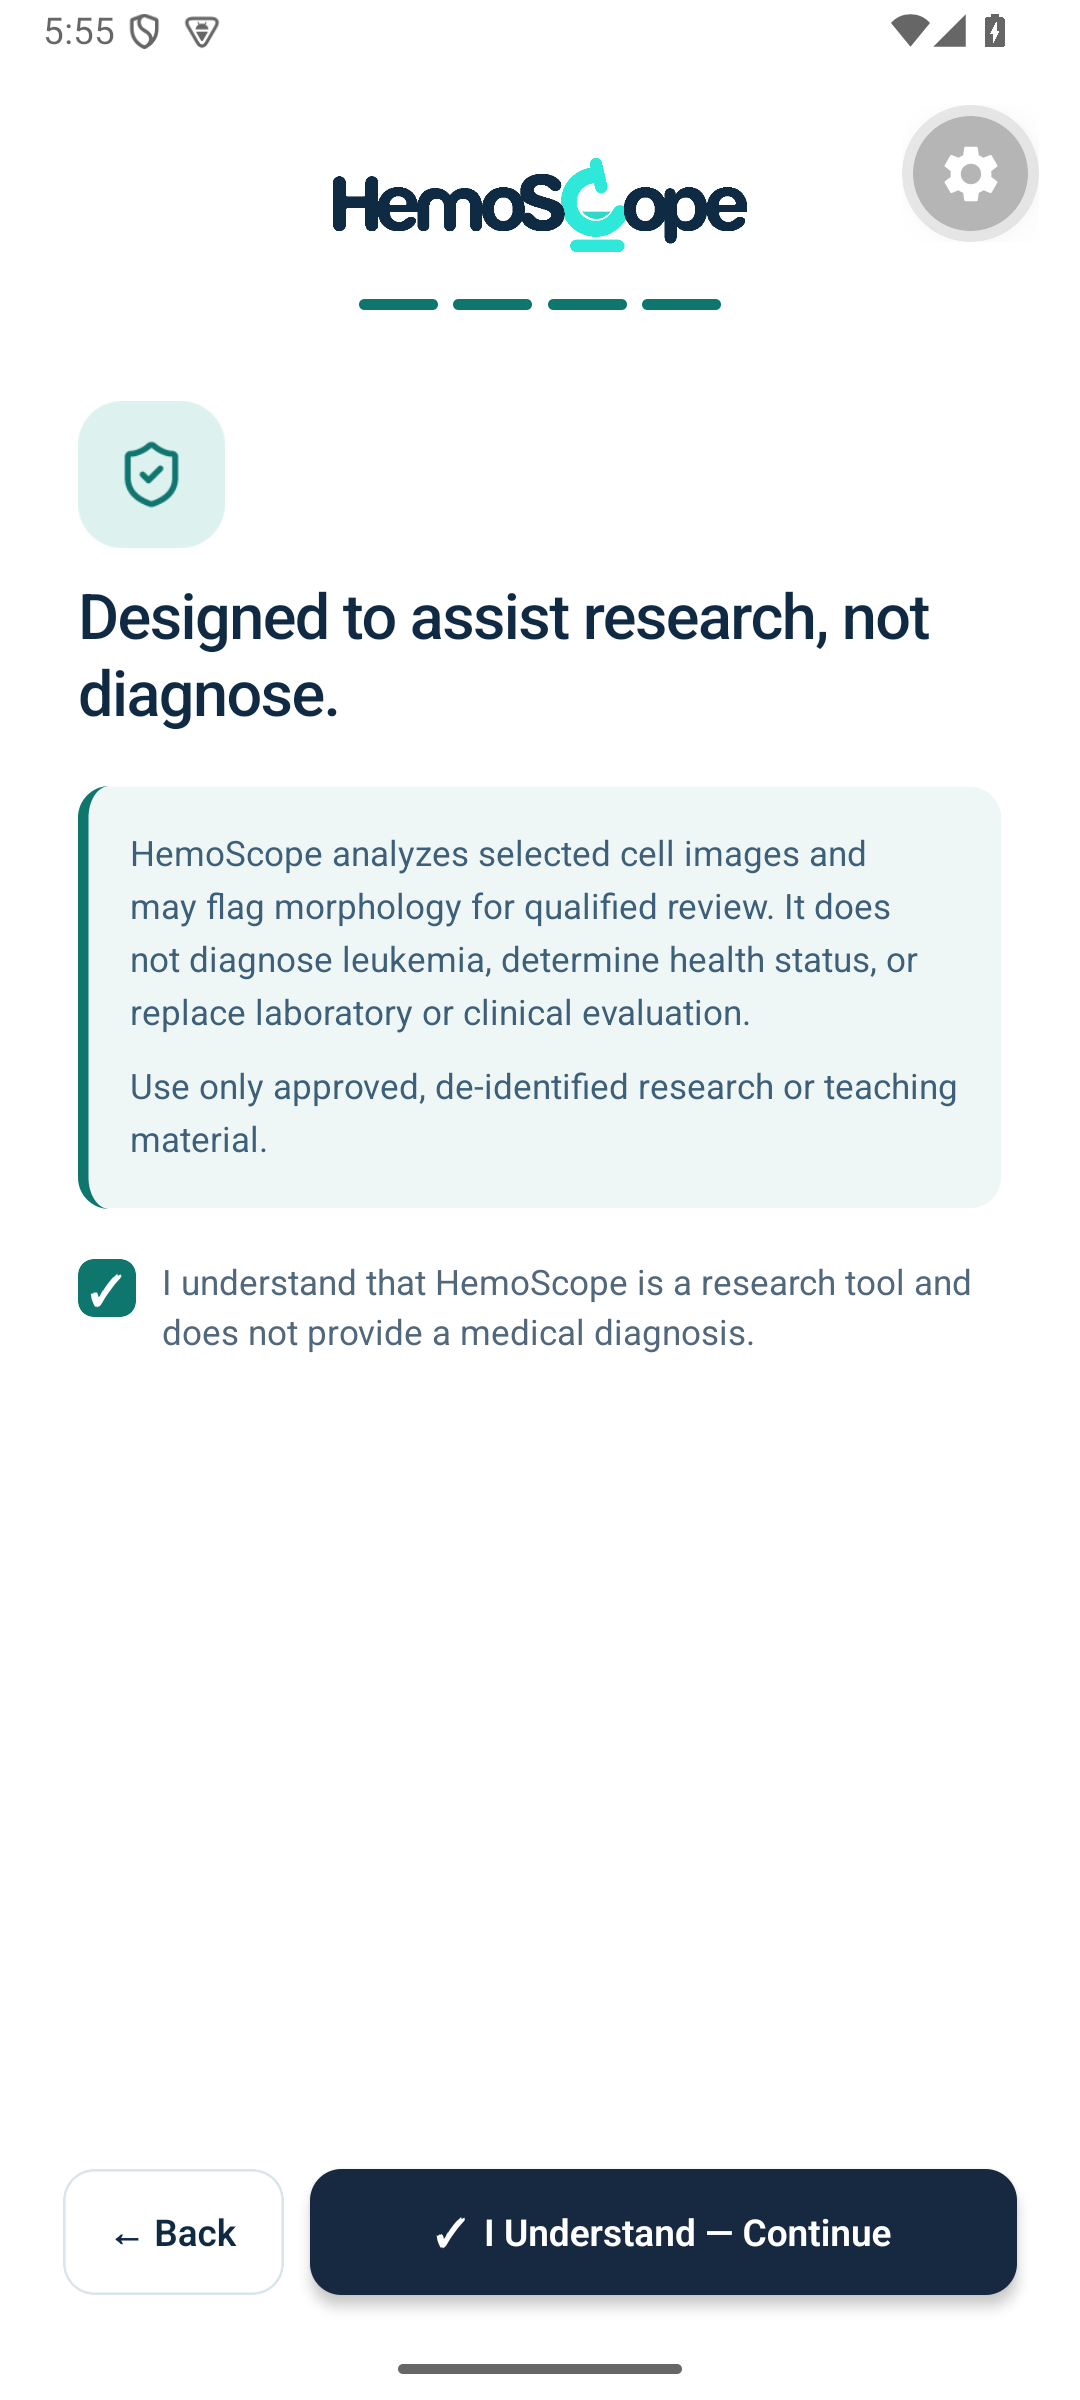 5:55
HemoScope
Designed to assist research, not
diagnose.
HemoScope analyzes selected cell images and
may flag morphology for qualified review. It does
not diagnose leukemia, determine health status, or
replace laboratory or clinical evaluation.
Use only approved, de-identified research or teaching
material.
✓ I understand that HemoScope is a research tool and
does not provide a medical diagnosis.
← Back
✓ I Understand — Continue